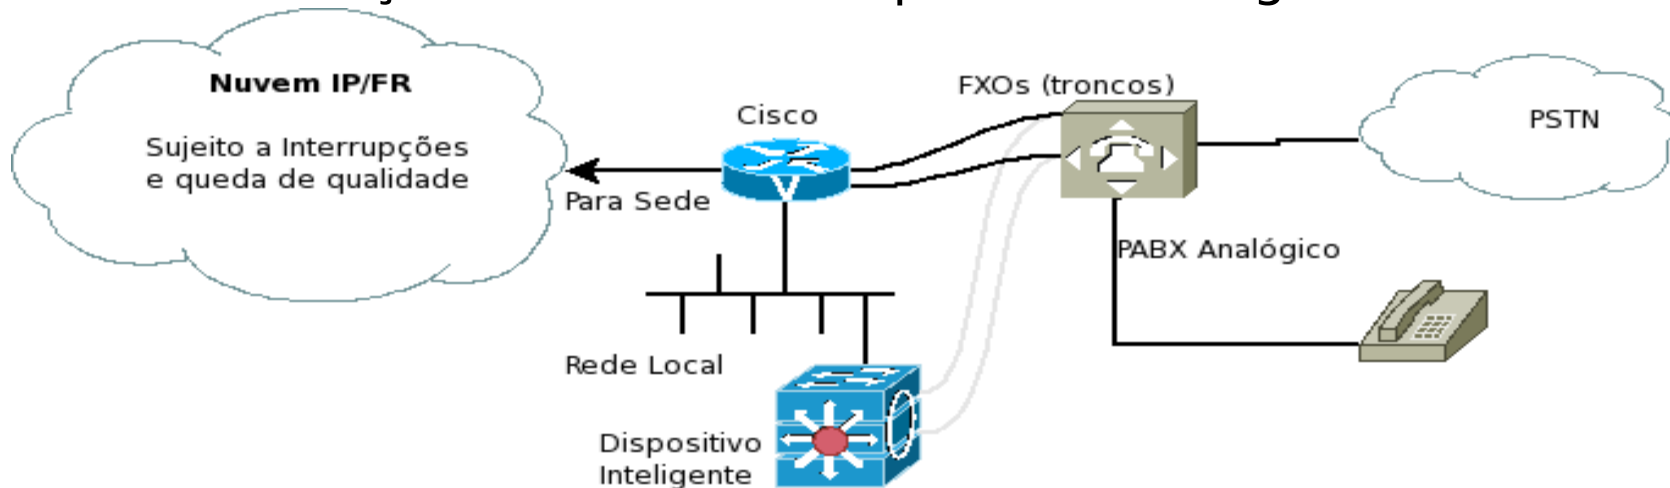 Nuvem IP/FR
Sujeito a Interrupções
e queda de qualidade
Para Sede
Cisco
FXOs (troncos)
PSTN
PABX Analógico
Rede Local
Dispositivo
Inteligente
V